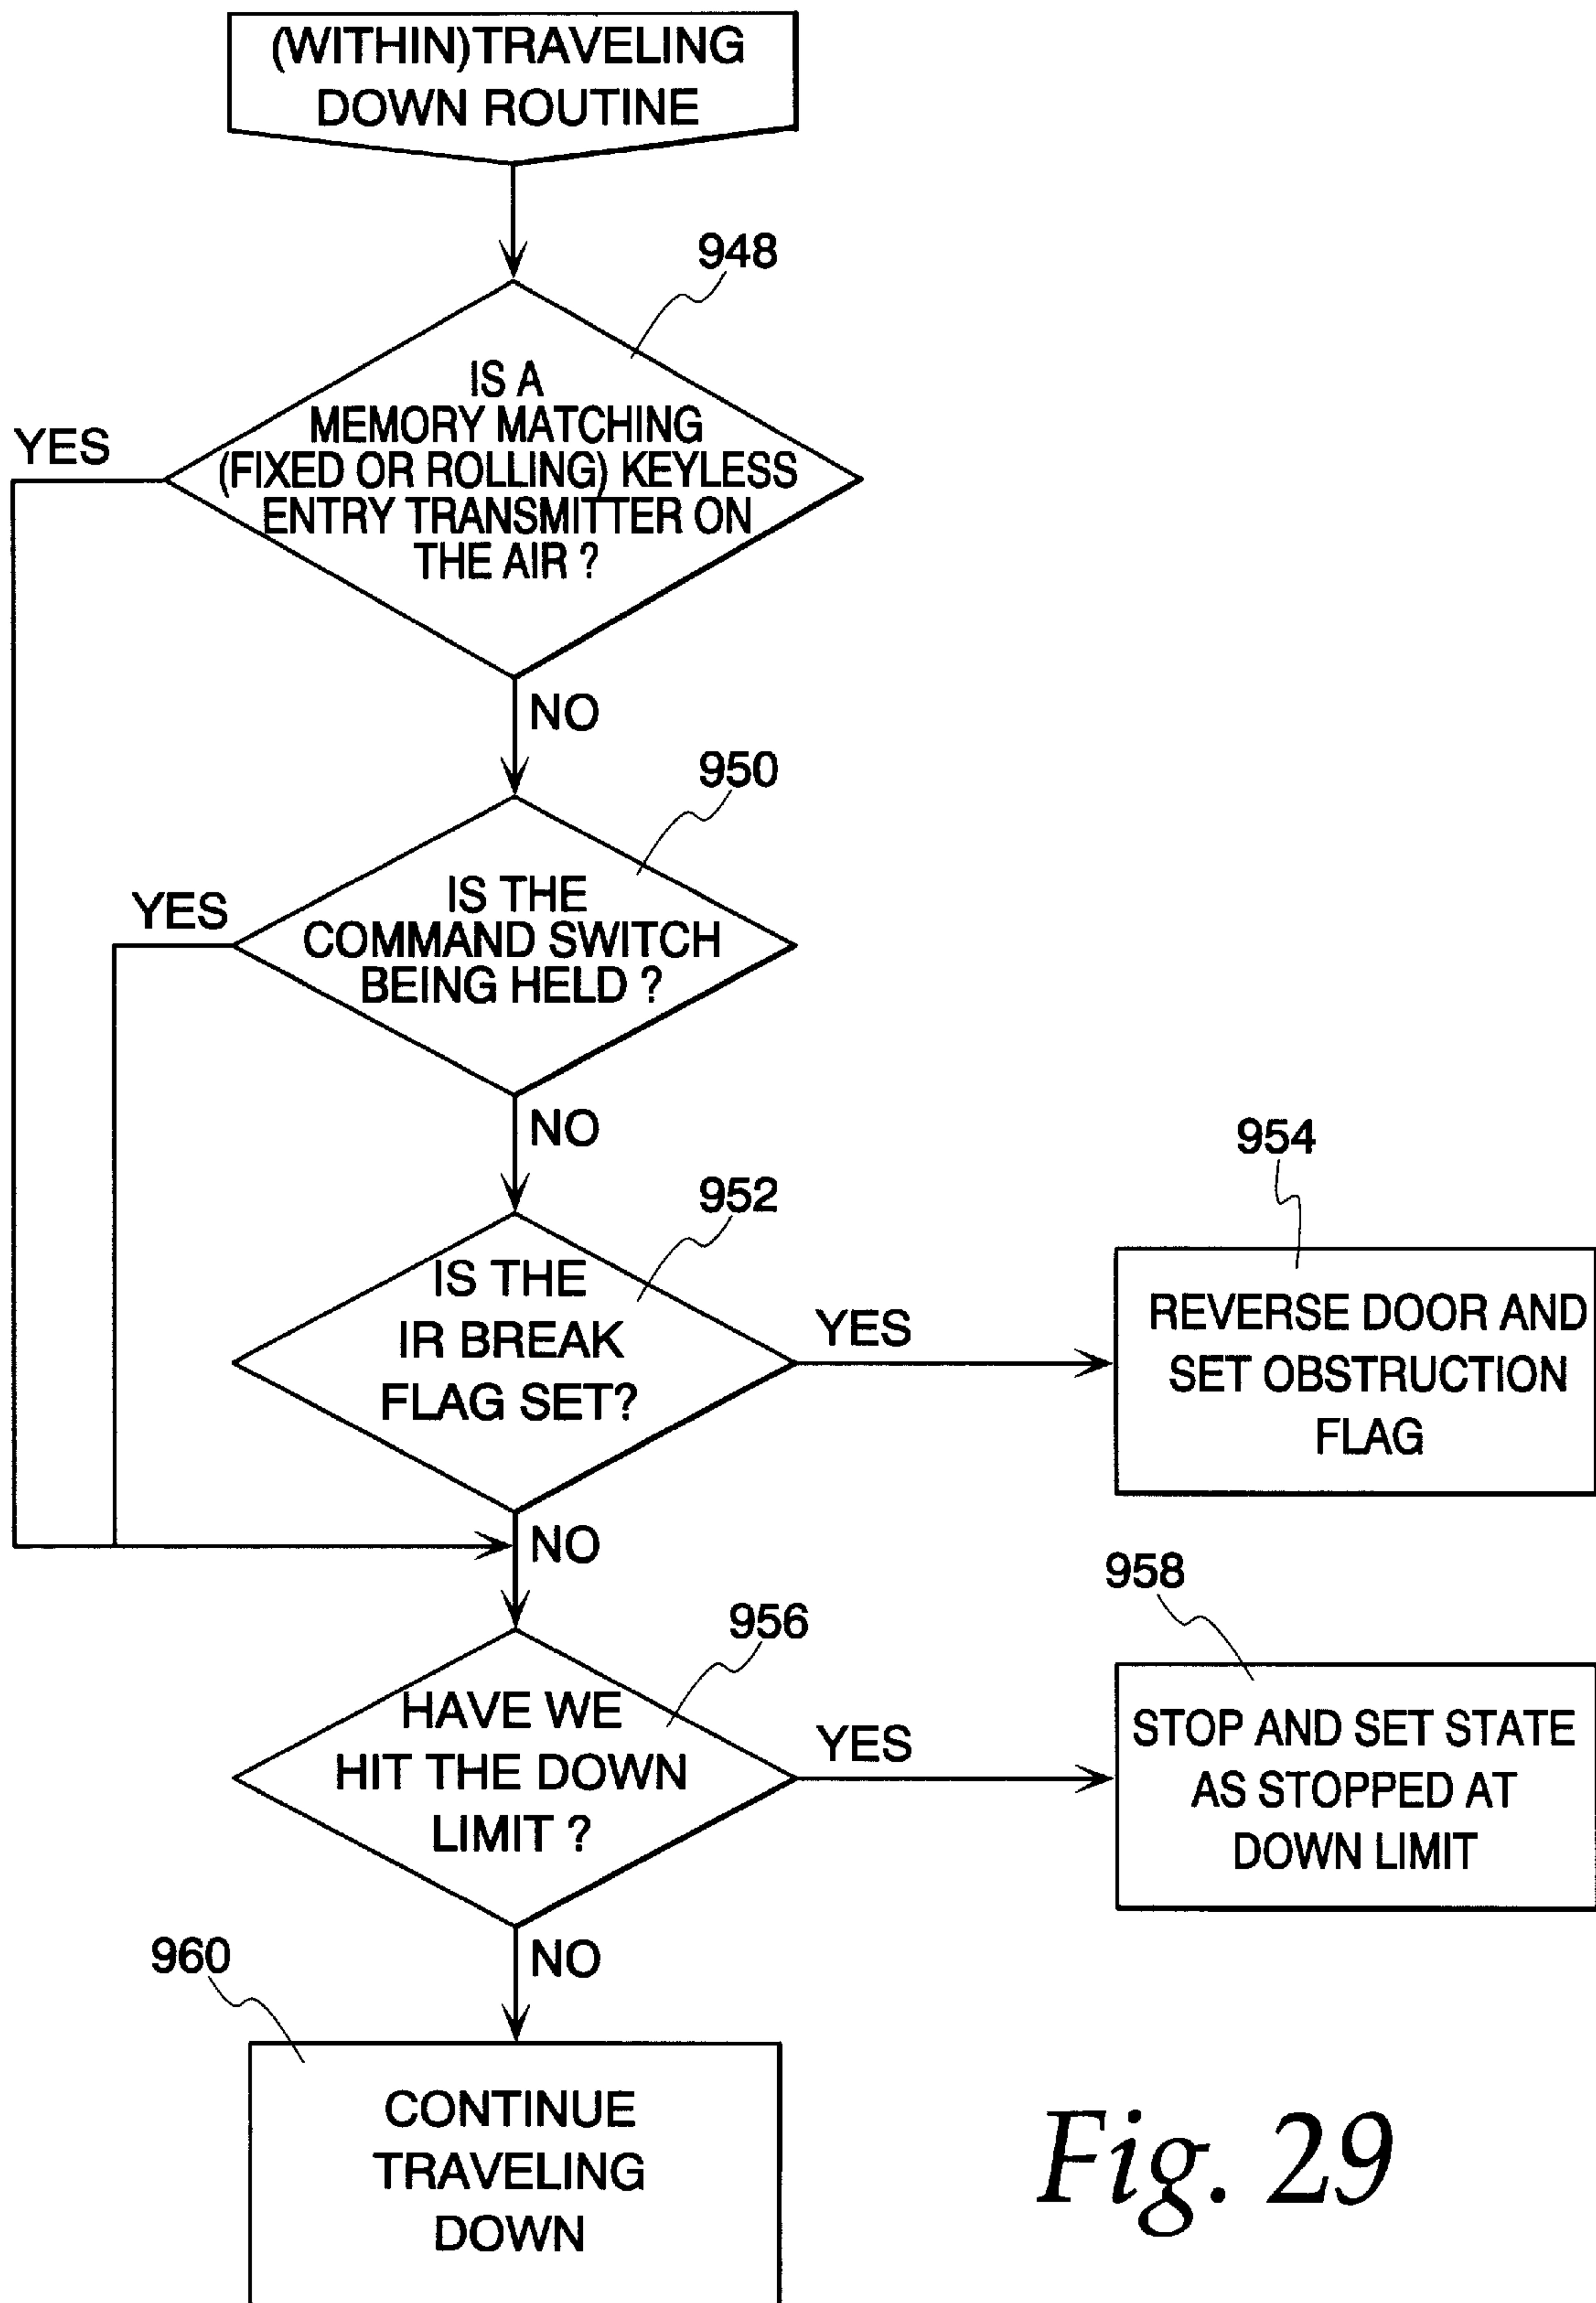 (WITHIN)TRAVELING
DOWN ROUTINE
948
IS A
MEMORY MATCHING
(FIXED OR ROLLING) KEYLESS
ENTRY TRANSMITTER ON
THE AIR ?
YES
NO
950
IS THE
COMMAND SWITCH
BEING HELD ?
YES
NO
952
IS THE
IR BREAK
FLAG SET?
YES
954
REVERSE DOOR AND
SET OBSTRUCTION
FLAG
NO
956
HAVE WE
HIT THE DOWN
LIMIT ?
YES
958
STOP AND SET STATE
AS STOPPED AT
DOWN LIMIT
NO
960
CONTINUE
TRAVELING
DOWN
Fig. 29